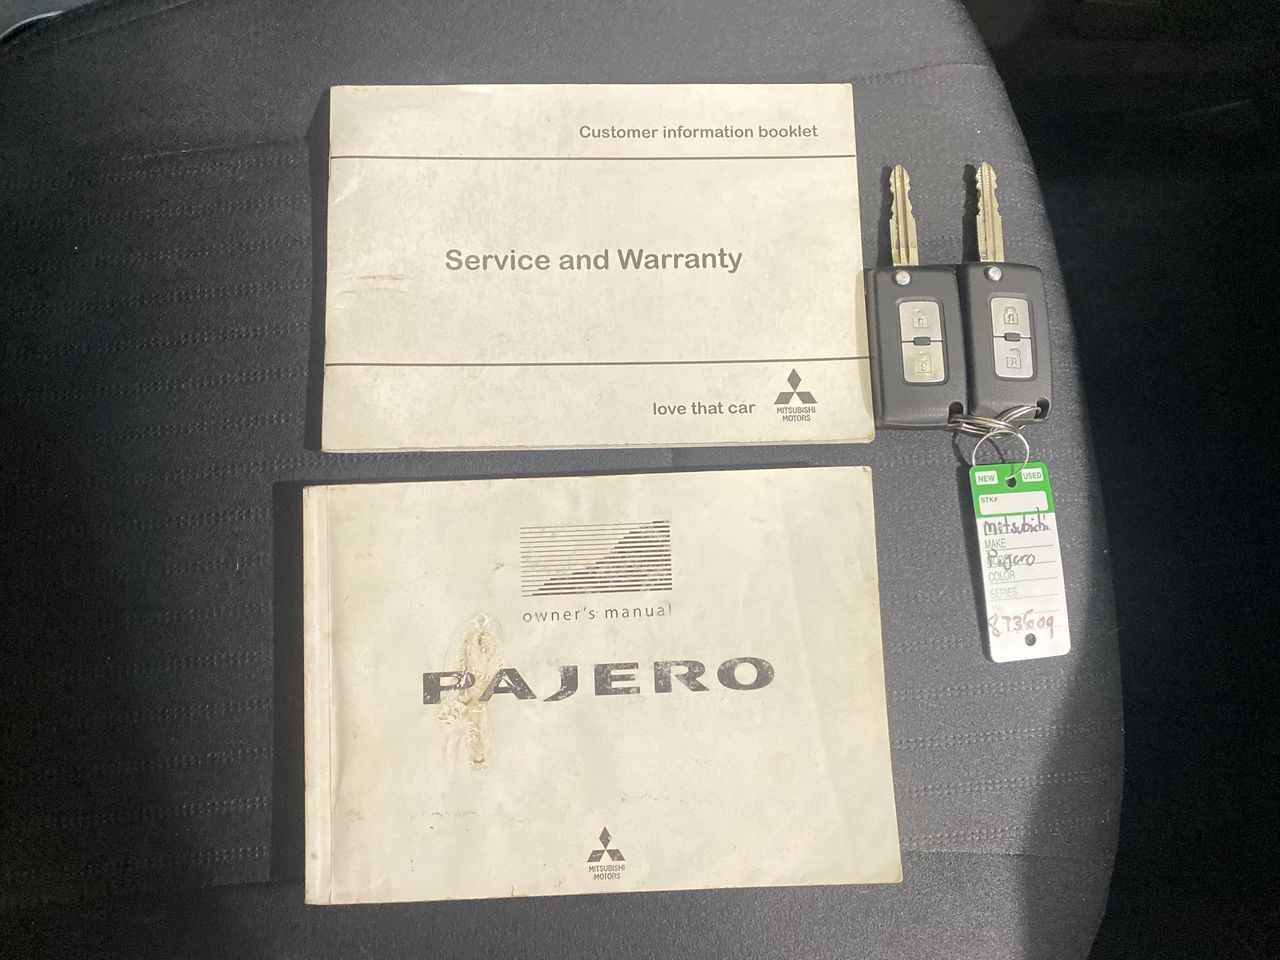 Customer information booklet
Service and Warranty
love that car
MITSUBISHI
MOTORS
owner's manual
PAJERO
MITSUBISHI
MOTORS
NEW
USED
STK#
Mitsubishi
MAKE
Pajero
COLOR
SERIES
873609